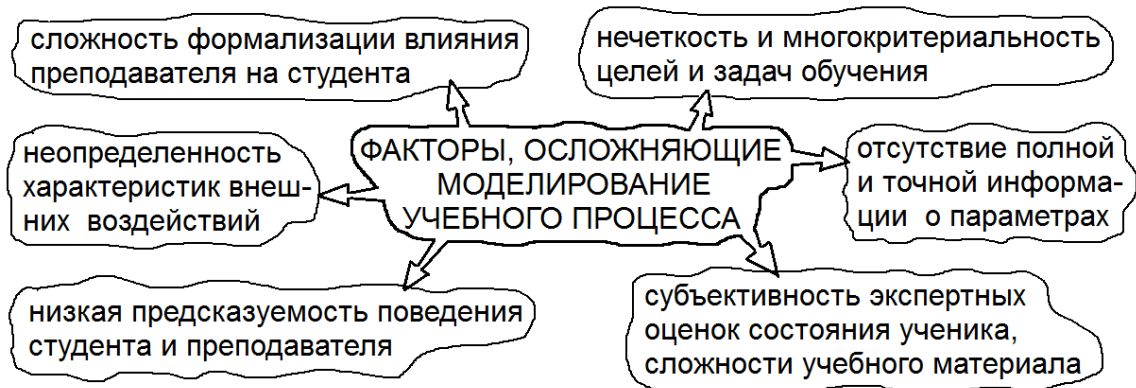 сложность формализации влияния
преподавателя на студента
нечеткость и многокритериальность
целей и задач обучения
неопределенность
характеристик внеш-
них воздействий
ФАКТОРЫ, ОСЛОЖНЯЮЩИЕ
МОДЕЛИРОВАНИЕ
УЧЕБНОГО ПРОЦЕССА
отсутствие полной
и точной информа-
ции о параметрах
низкая предсказуемость поведения
студента и преподавателя
субъективность экспертных
оценок состояния ученика,
сложности учебного материала